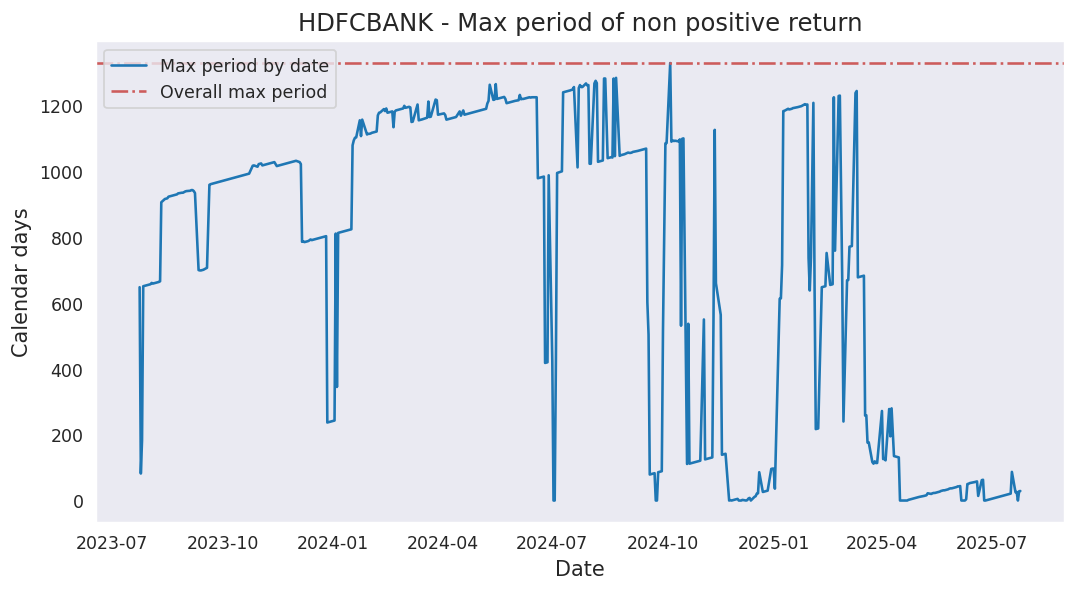 HDFCBANK - Max period of non positive return
Max period by date
Overall max period
Calendar days
1200
1000
800
600
400
200
0
2023-07 2023-10 2024-01 2024-04 2024-07 2024-10 2025-01 2025-04 2025-07
Date